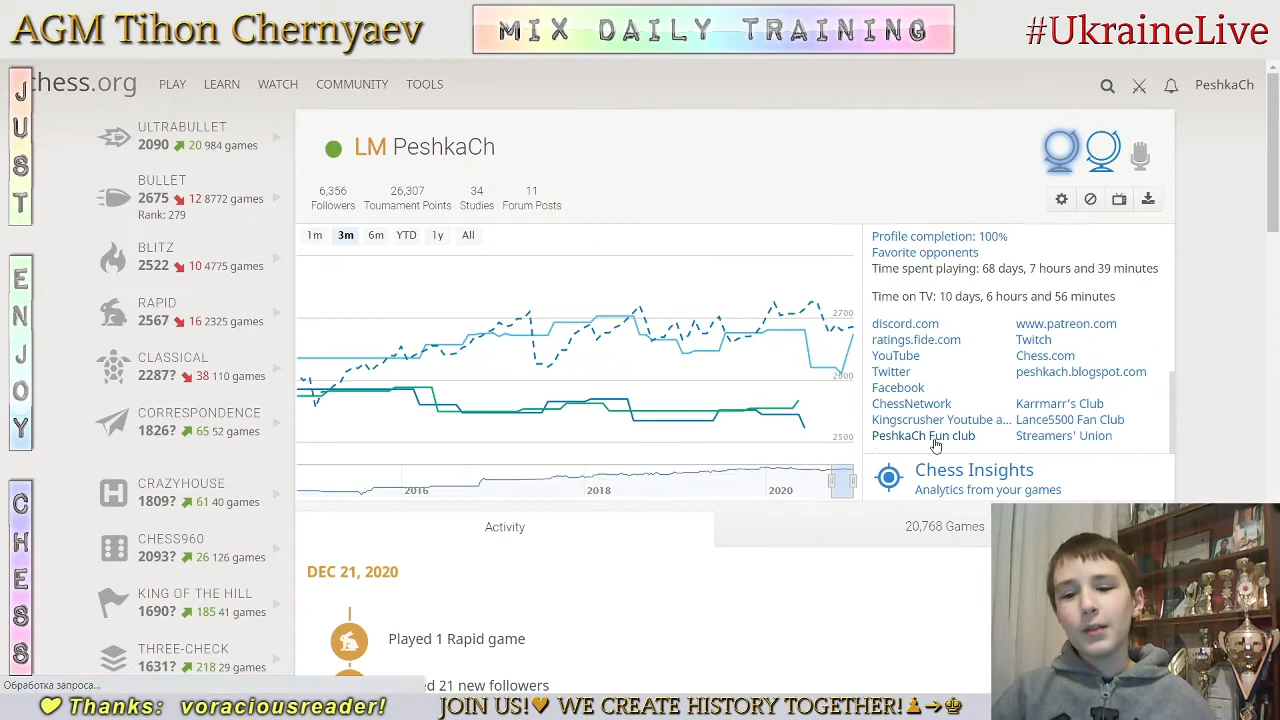 AGM Tihon Chernyaev
MIX DAILY TRAINING
#UkraineLive
JUST
ENJOY
CHESS
chess.org
PLAY
LEARN
WATCH
COMMUNITY
TOOLS
PeshkaCh
ULTRABULLET
2090 20 984 games
BULLET
2675 12 8772 games
Rank: 279
BLITZ
2522 10 4775 games
RAPID
2567 16 2325 games
CLASSICAL
2287? 38 110 games
CORRESPONDENCE
1826? 65 52 games
CRAZYHOUSE
1809? 61 40 games
CHESS960
2093? 26 126 games
KING OF THE HILL
1690? 185 41 games
THREE-CHECK
1631? 218 29 games
LM PeshkaCh
6,356
Followers
26,307
Tournament Points
34
Studies
11
Forum Posts
1m 3m 6m YTD 1y All
2700
2600
2500
2016 2018 2020
Profile completion: 100%
Favorite opponents
Time spent playing: 68 days, 7 hours and 39 minutes
Time on TV: 10 days, 6 hours and 56 minutes
discord.com www.patreon.com
ratings.fide.com Twitch
YouTube Chess.com
Twitter peshkach.blogspot.com
Facebook
ChessNetwork Karrmarr's Club
Kingscrusher Youtube a... Lance5500 Fan Club
PeshkaCh Fun club Streamers' Union
Chess Insights
Analytics from your games
Activity
20,768 Games
DEC 21, 2020
Played 1 Rapid game
ed 21 new followers
Обработка запроса...
Thanks: voraciousreader!
JOIN US!♥ WE CREATE HISTORY TOGETHER!♟→♚